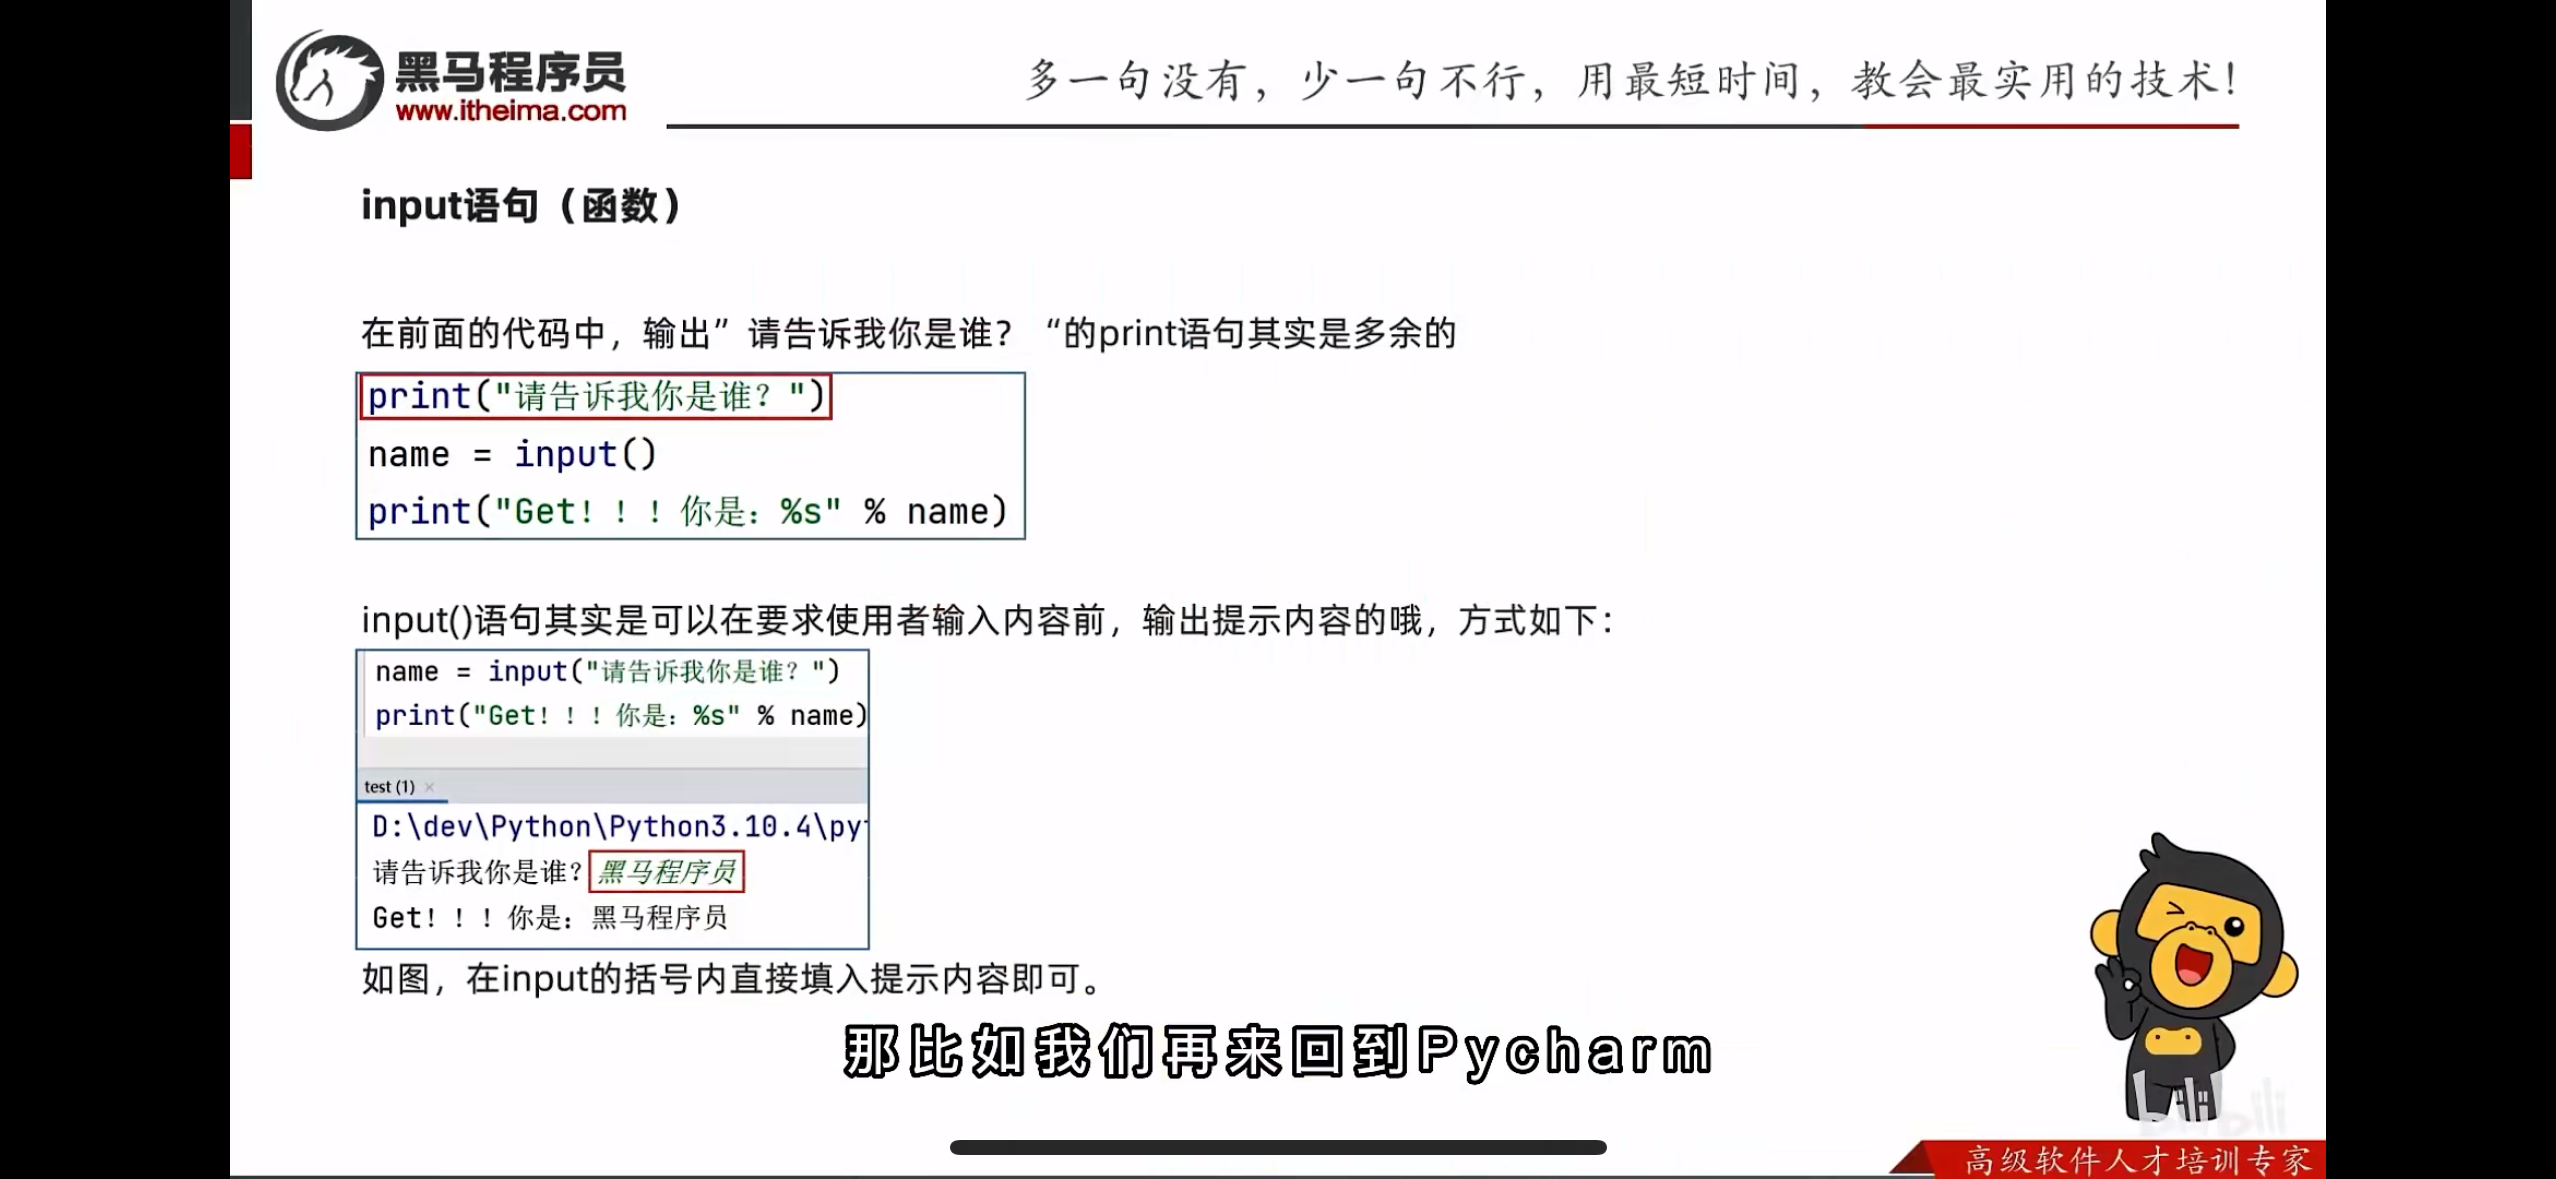 黑马程序员
www.itheima.com
多一句没有，少一句不行，用最短时间，教会最实用的技术！
input语句（函数）
在前面的代码中，输出”请告诉我你是谁？“的print语句其实是多余的
print("请告诉我你是谁？")
name = input()
print("Get！！！你是：%s" % name)
input()语句其实是可以在要求使用者输入内容前，输出提示内容的哦，方式如下：
name = input("请告诉我你是谁？")
print("Get！！！你是：%s" % name)
test (1) ×
D:\dev\Python\Python3.10.4\py
请告诉我你是谁？黑马程序员
Get！！！你是：黑马程序员
如图，在input的括号内直接填入提示内容即可。
那比如我们再来回到Pycharm
bilibili
高级软件人才培训专家